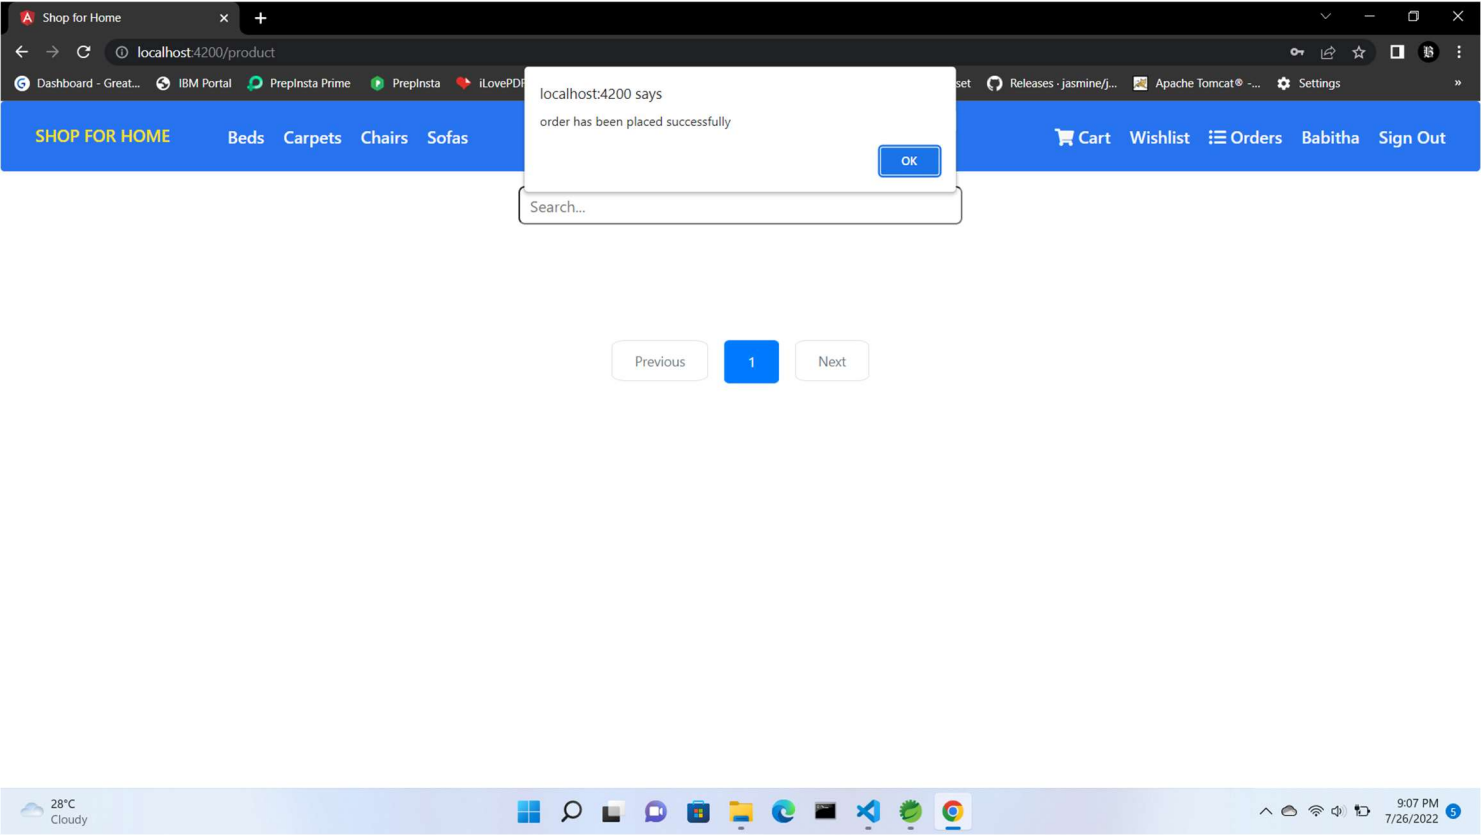 Shop for Home
localhost:4200/product
Dashboard - Great... IBM Portal PrepInsta Prime PrepInsta iLovePDF set Releases · jasmine/j... Apache Tomcat® -... Settings »
localhost:4200 says
order has been placed successfully
OK
SHOP FOR HOME Beds Carpets Chairs Sofas Cart Wishlist Orders Babitha Sign Out
Search...
Previous 1 Next
28°C
Cloudy
9:07 PM
7/26/2022
5